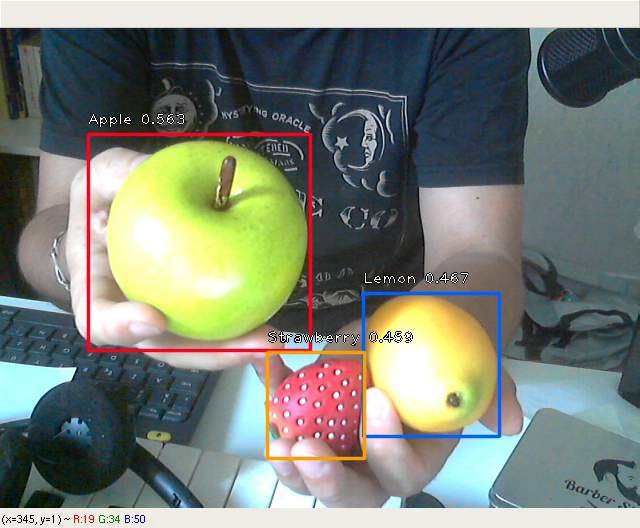 Apple 0.563
MYSTIFYING ORACLE
Lemon 0.467
Strawberry 0.459
Barber S
(x=345, y=1) ~ R:19 G:34 B:50